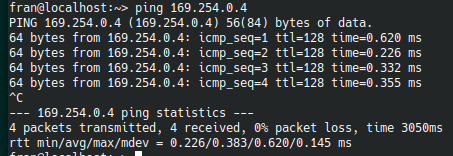 fran@localhost:~> ping 169.254.0.4
PING 169.254.0.4 (169.254.0.4) 56(84) bytes of data.
64 bytes from 169.254.0.4: icmp_seq=1 ttl=128 time=0.620 ms
64 bytes from 169.254.0.4: icmp_seq=2 ttl=128 time=0.226 ms
64 bytes from 169.254.0.4: icmp_seq=3 ttl=128 time=0.332 ms
64 bytes from 169.254.0.4: icmp_seq=4 ttl=128 time=0.355 ms
^C
--- 169.254.0.4 ping statistics ---
4 packets transmitted, 4 received, 0% packet loss, time 3050ms
rtt min/avg/max/mdev = 0.226/0.383/0.620/0.145 ms
fran@localhost:~>